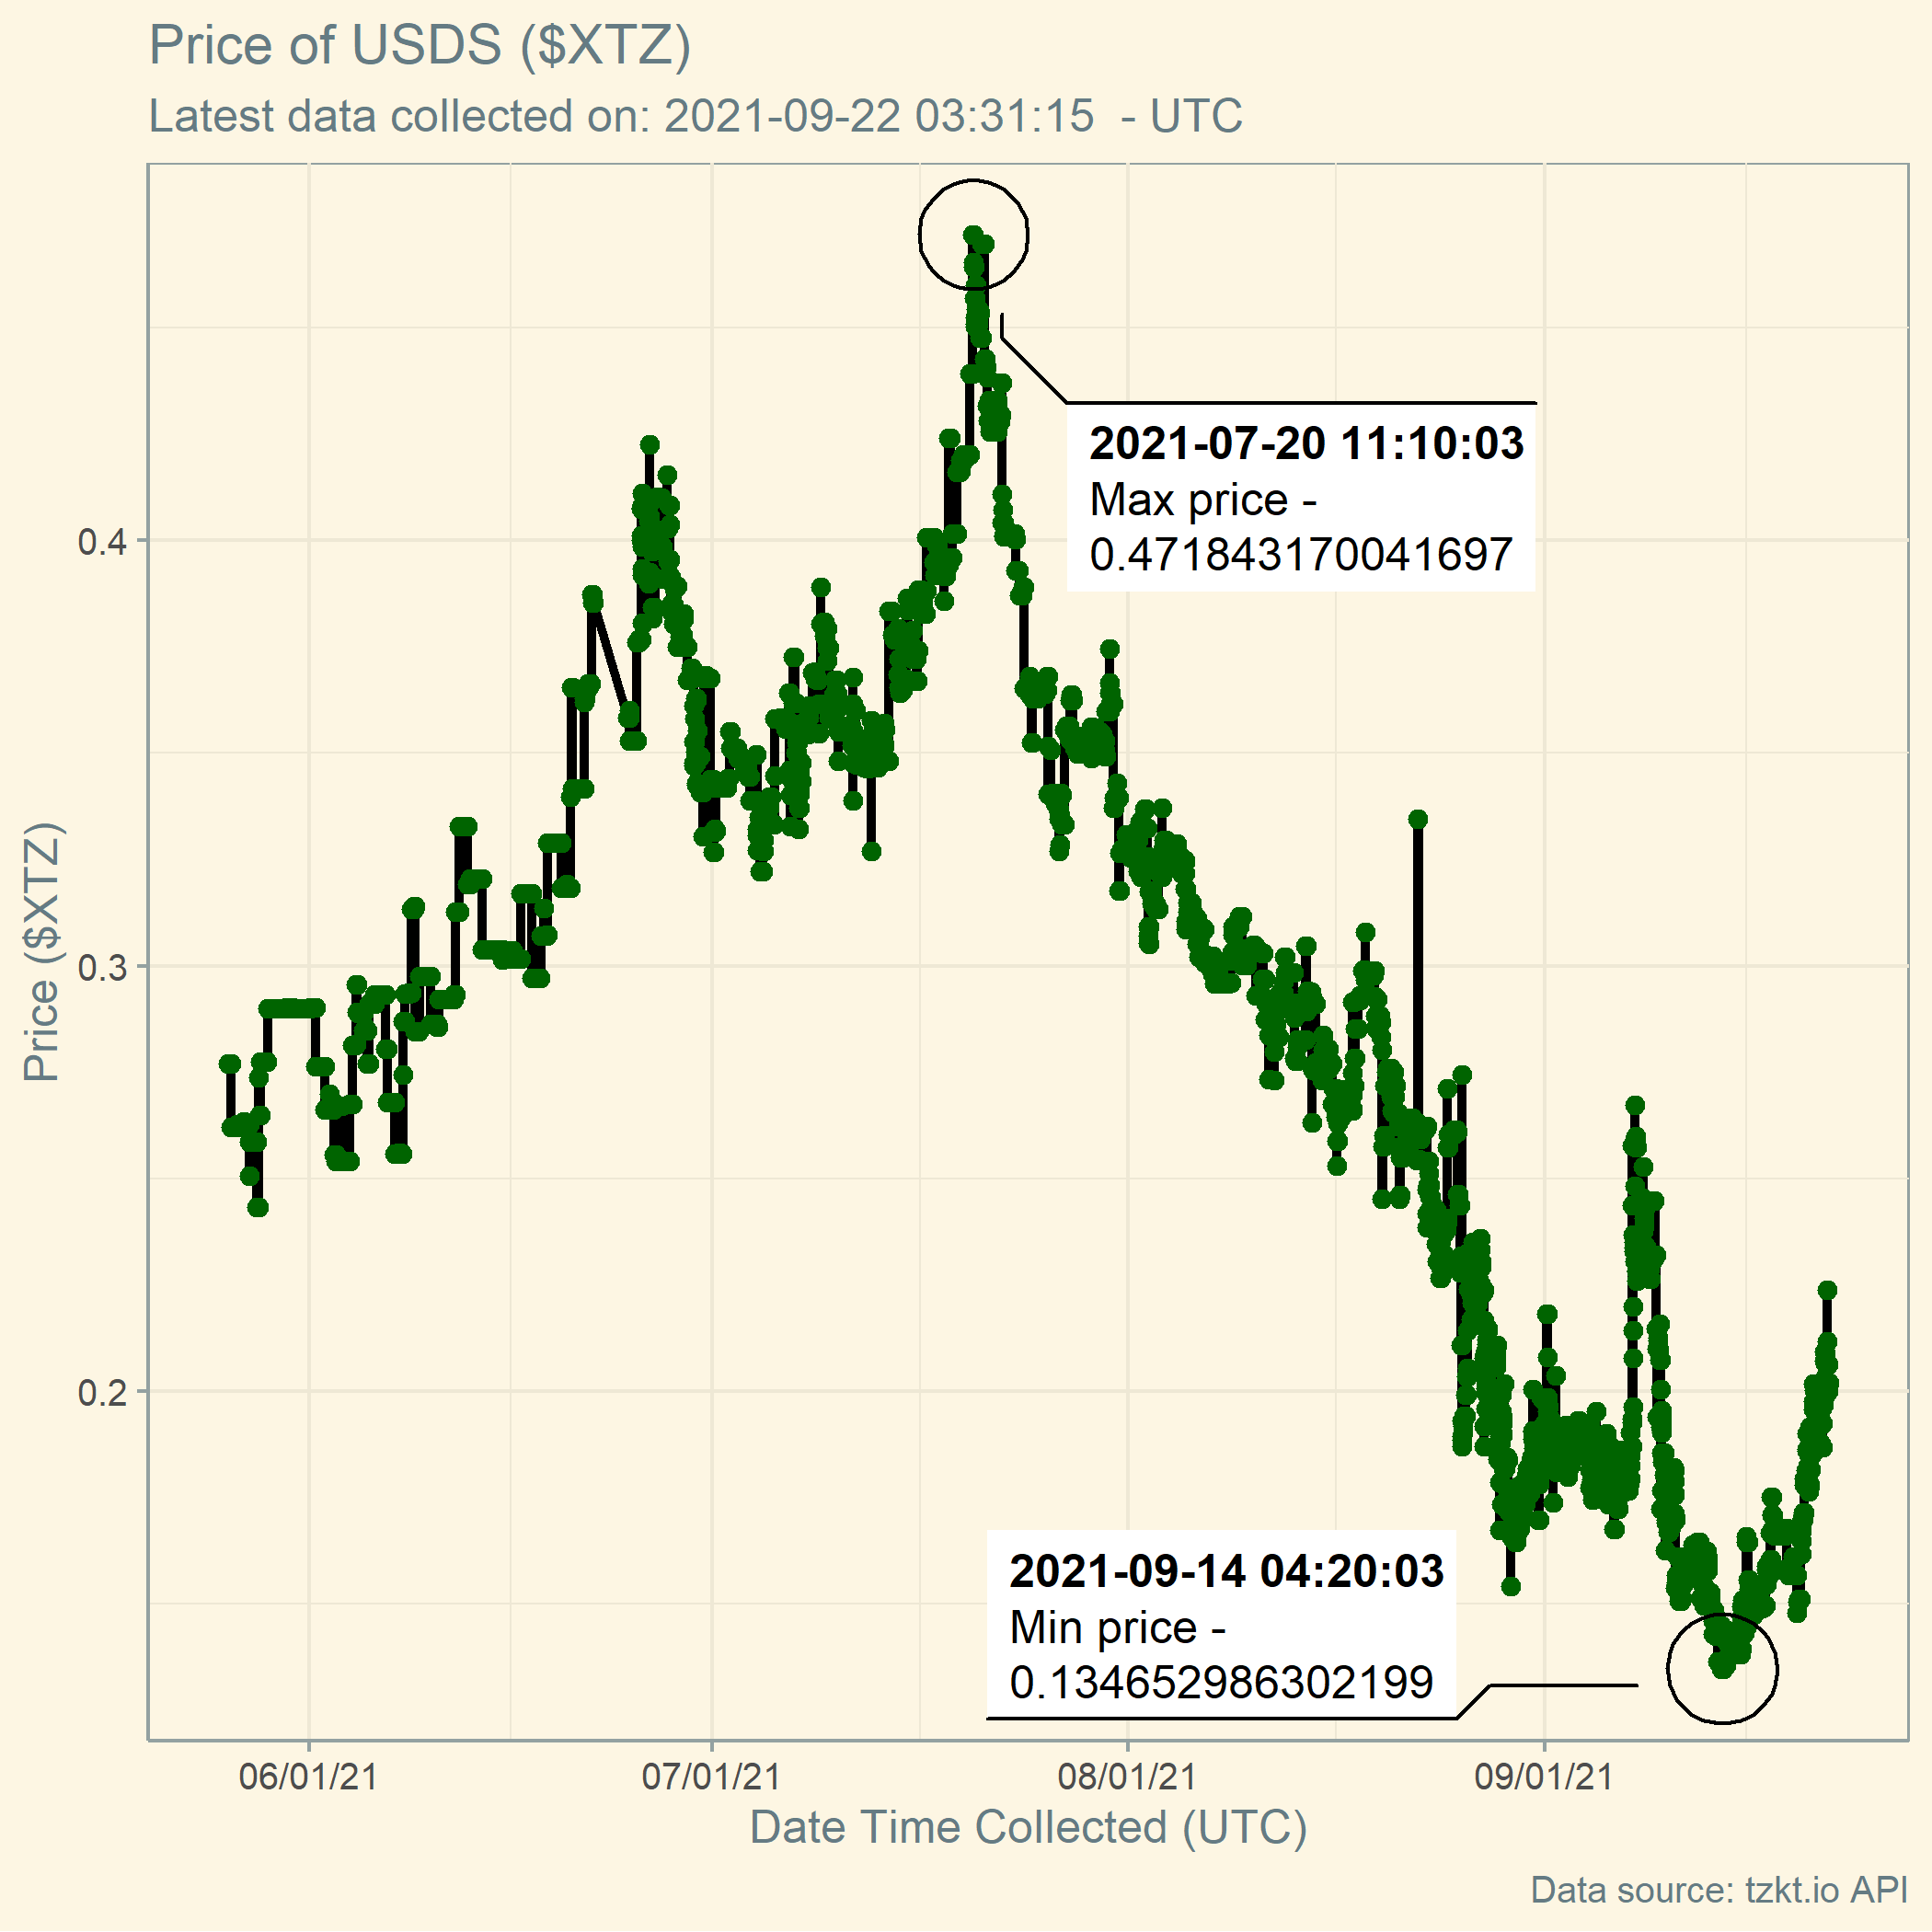 Price of USDS ($XTZ)
Latest data collected on: 2021-09-22 03:31:15  - UTC
Price ($XTZ)
0.4
0.3
0.2
2021-07-20 11:10:03
Max price -
0.471843170041697
2021-09-14 04:20:03
Min price -
0.134652986302199
06/01/21
07/01/21
08/01/21
09/01/21
Date Time Collected (UTC)
Data source: tzkt.io API